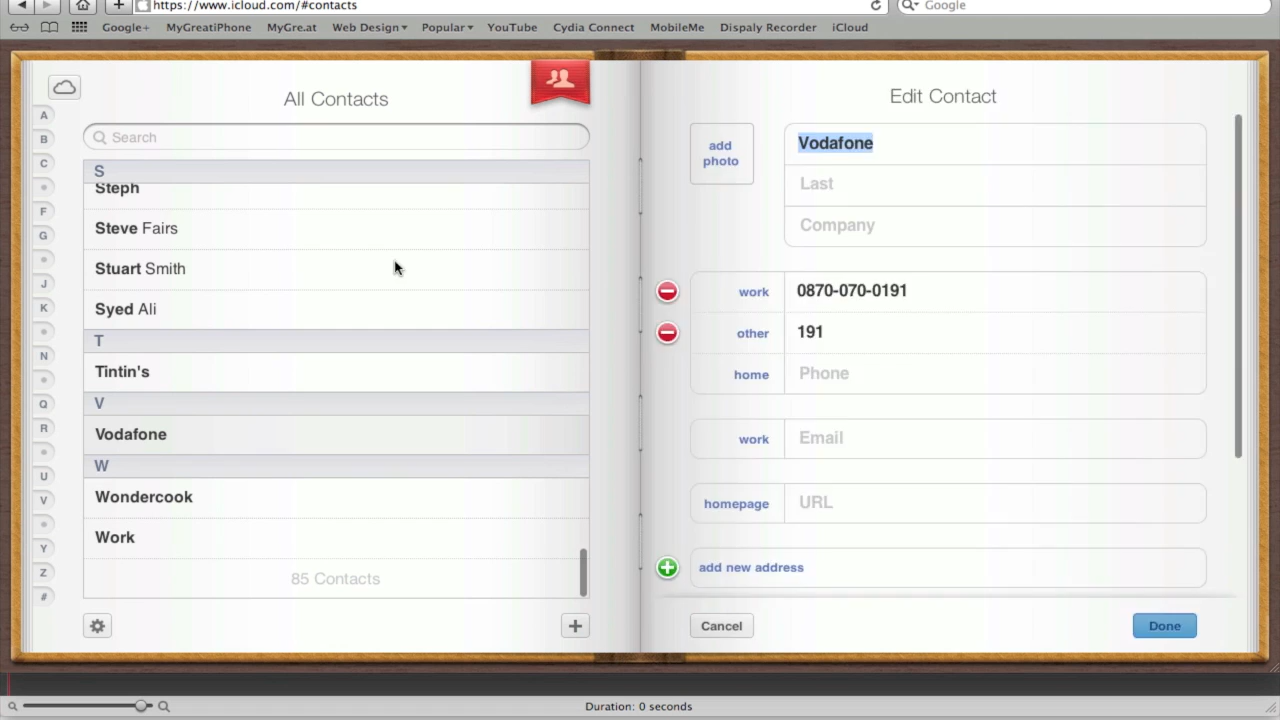 https://www.icloud.com/#contacts
Google
Google+ MyGreatiPhone MyGre.at Web Design Popular YouTube Cydia Connect MobileMe Dispaly Recorder iCloud
All Contacts
Search
A
B
C
F
G
J
K
N
Q
R
U
V
Y
Z
#
S
Steph
Steve Fairs
Stuart Smith
Syed Ali
T
Tintin's
V
Vodafone
W
Wondercook
Work
85 Contacts
Edit Contact
add photo
Vodafone
Last
Company
work 0870-070-0191
other 191
home Phone
work Email
homepage URL
add new address
Cancel Done
Duration: 0 seconds